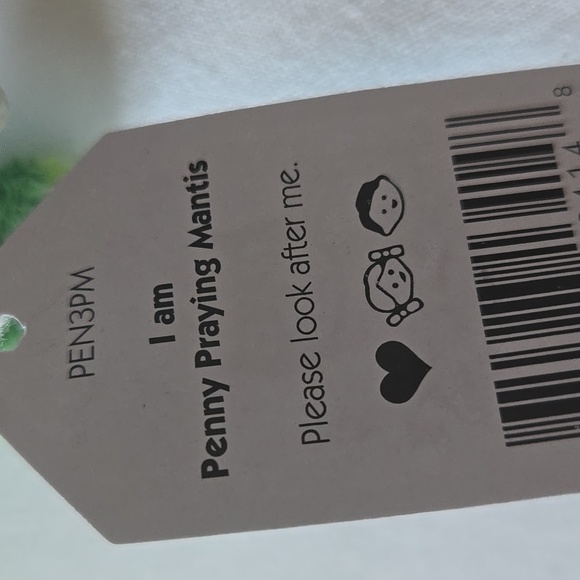 PEN3PM
I am
Penny Praying Mantis
Please look after me.